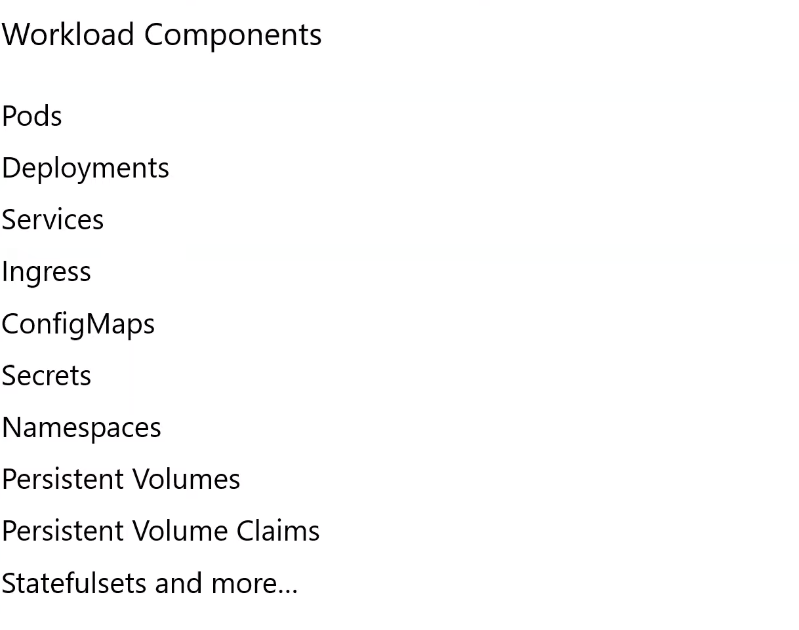 Workload Components
Pods
Deployments
Services
Ingress
ConfigMaps
Secrets
Namespaces
Persistent Volumes
Persistent Volume Claims
Statefulsets and more...